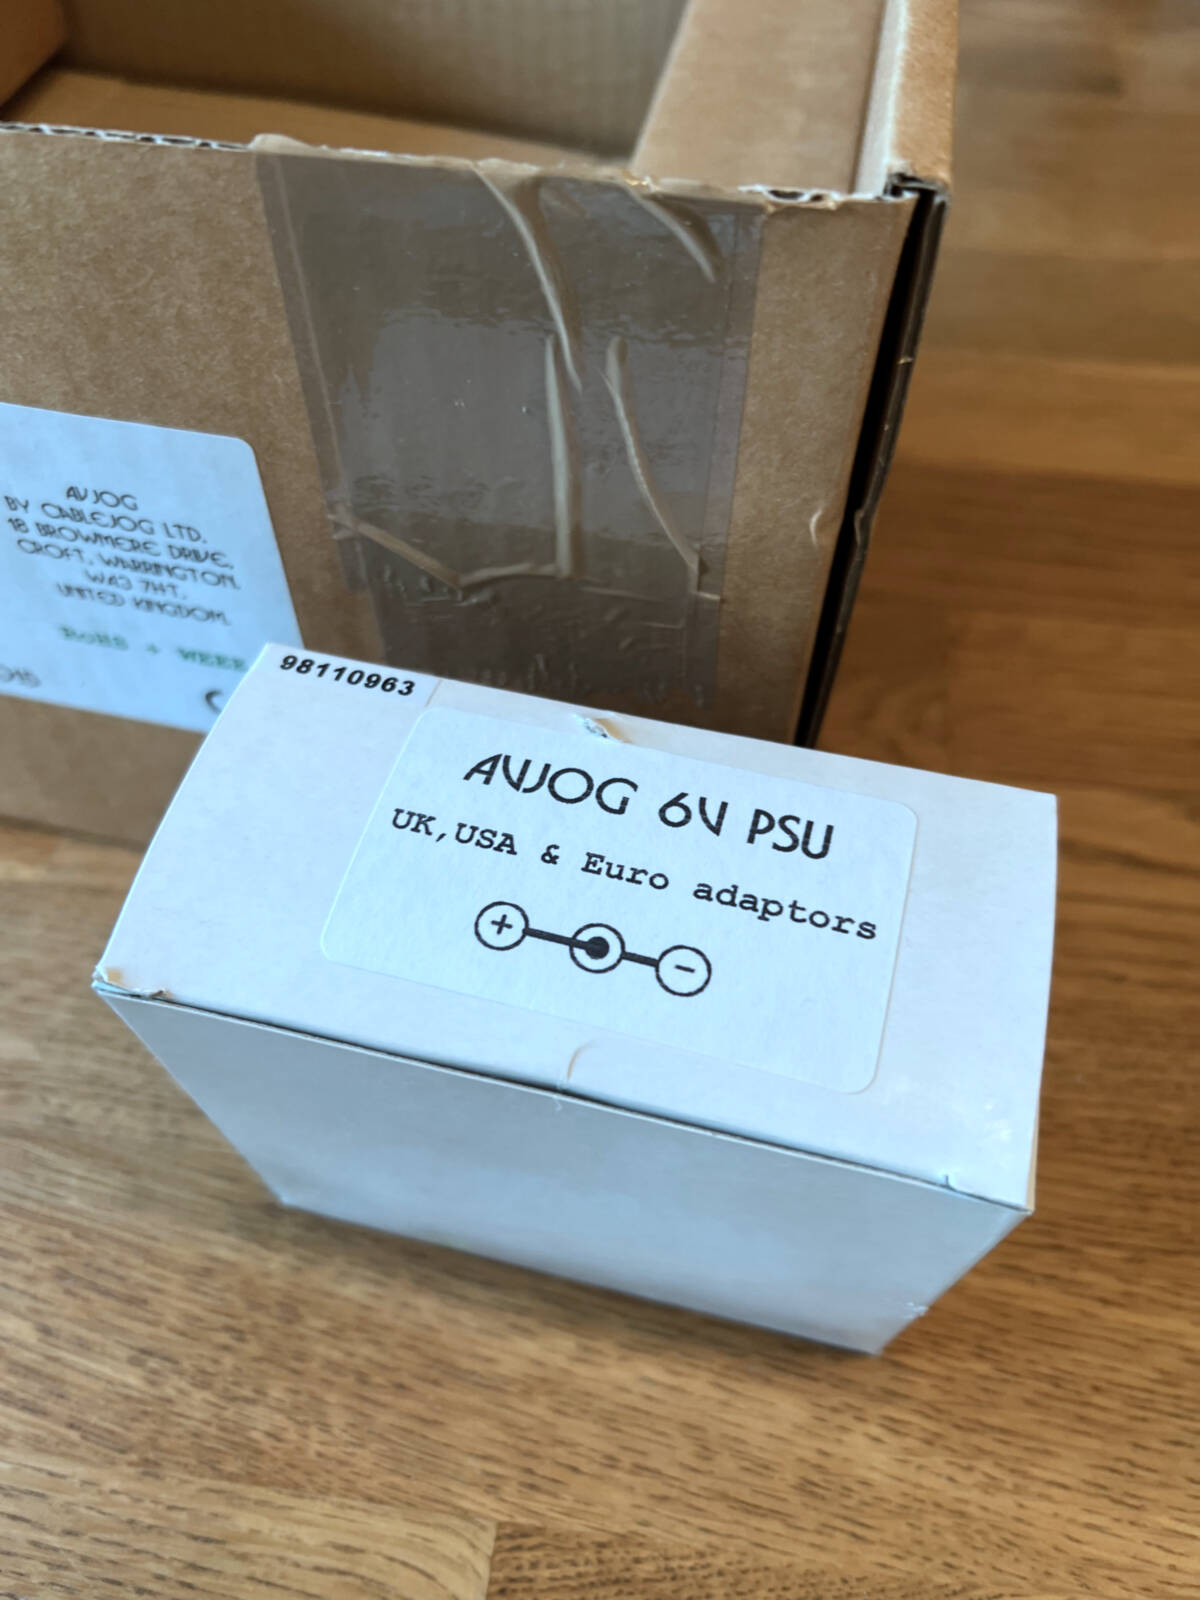 AVJOG
BY CABLEJOG LTD.
18 BROWMERE DRIVE,
CROFT, WARRINGTON.
WA3 7HT.
UNITED KINGDOM.
RoHS + WEEE
98110963
AVJOG 6V PSU
UK,USA & Euro adaptors
+ -